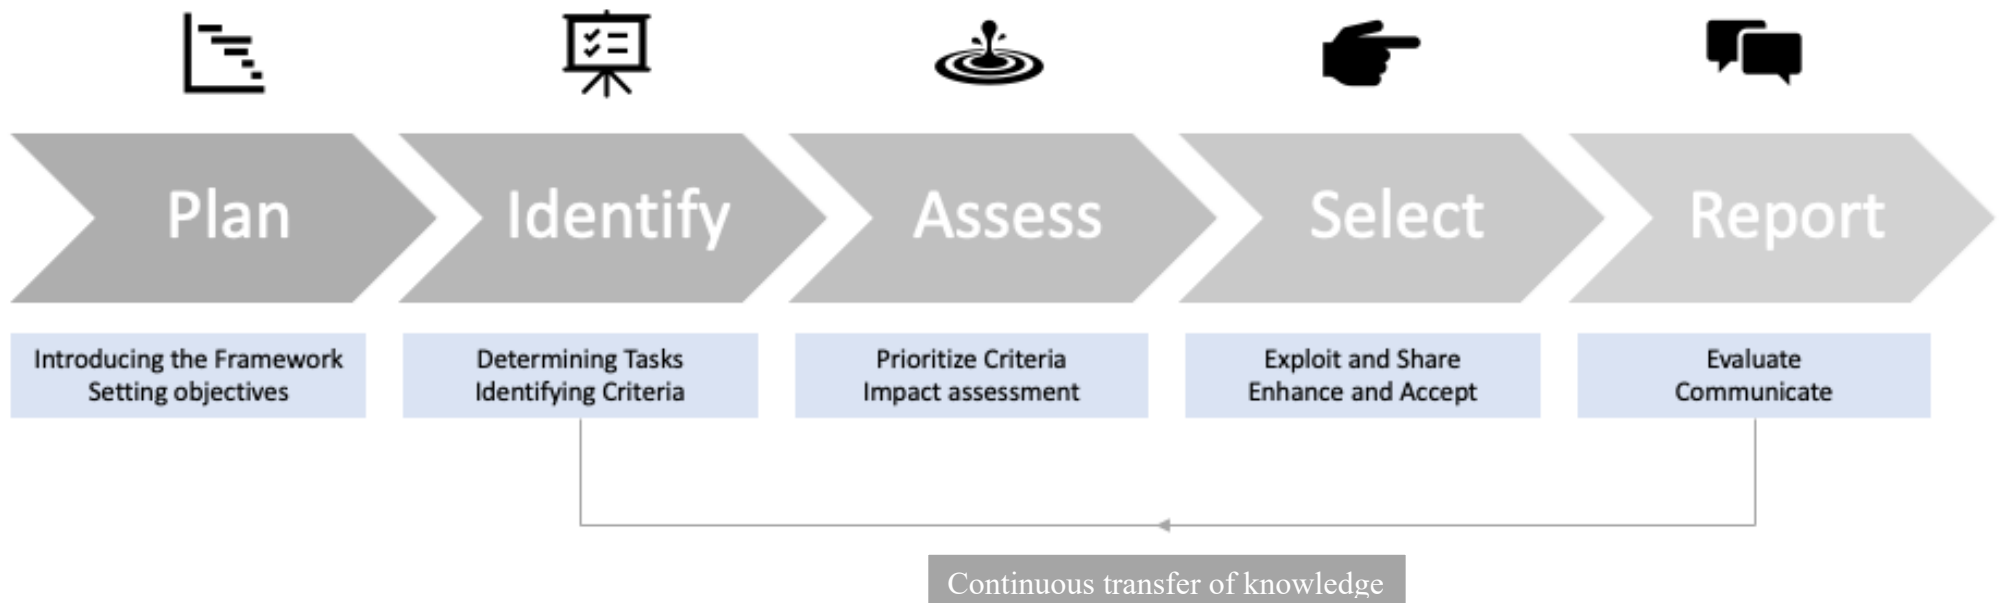 Plan
Identify
Assess
Select
Report
Introducing the Framework
Setting objectives
Determining Tasks
Identifying Criteria
Prioritize Criteria
Impact assessment
Exploit and Share
Enhance and Accept
Evaluate
Communicate
Continuous transfer of knowledge